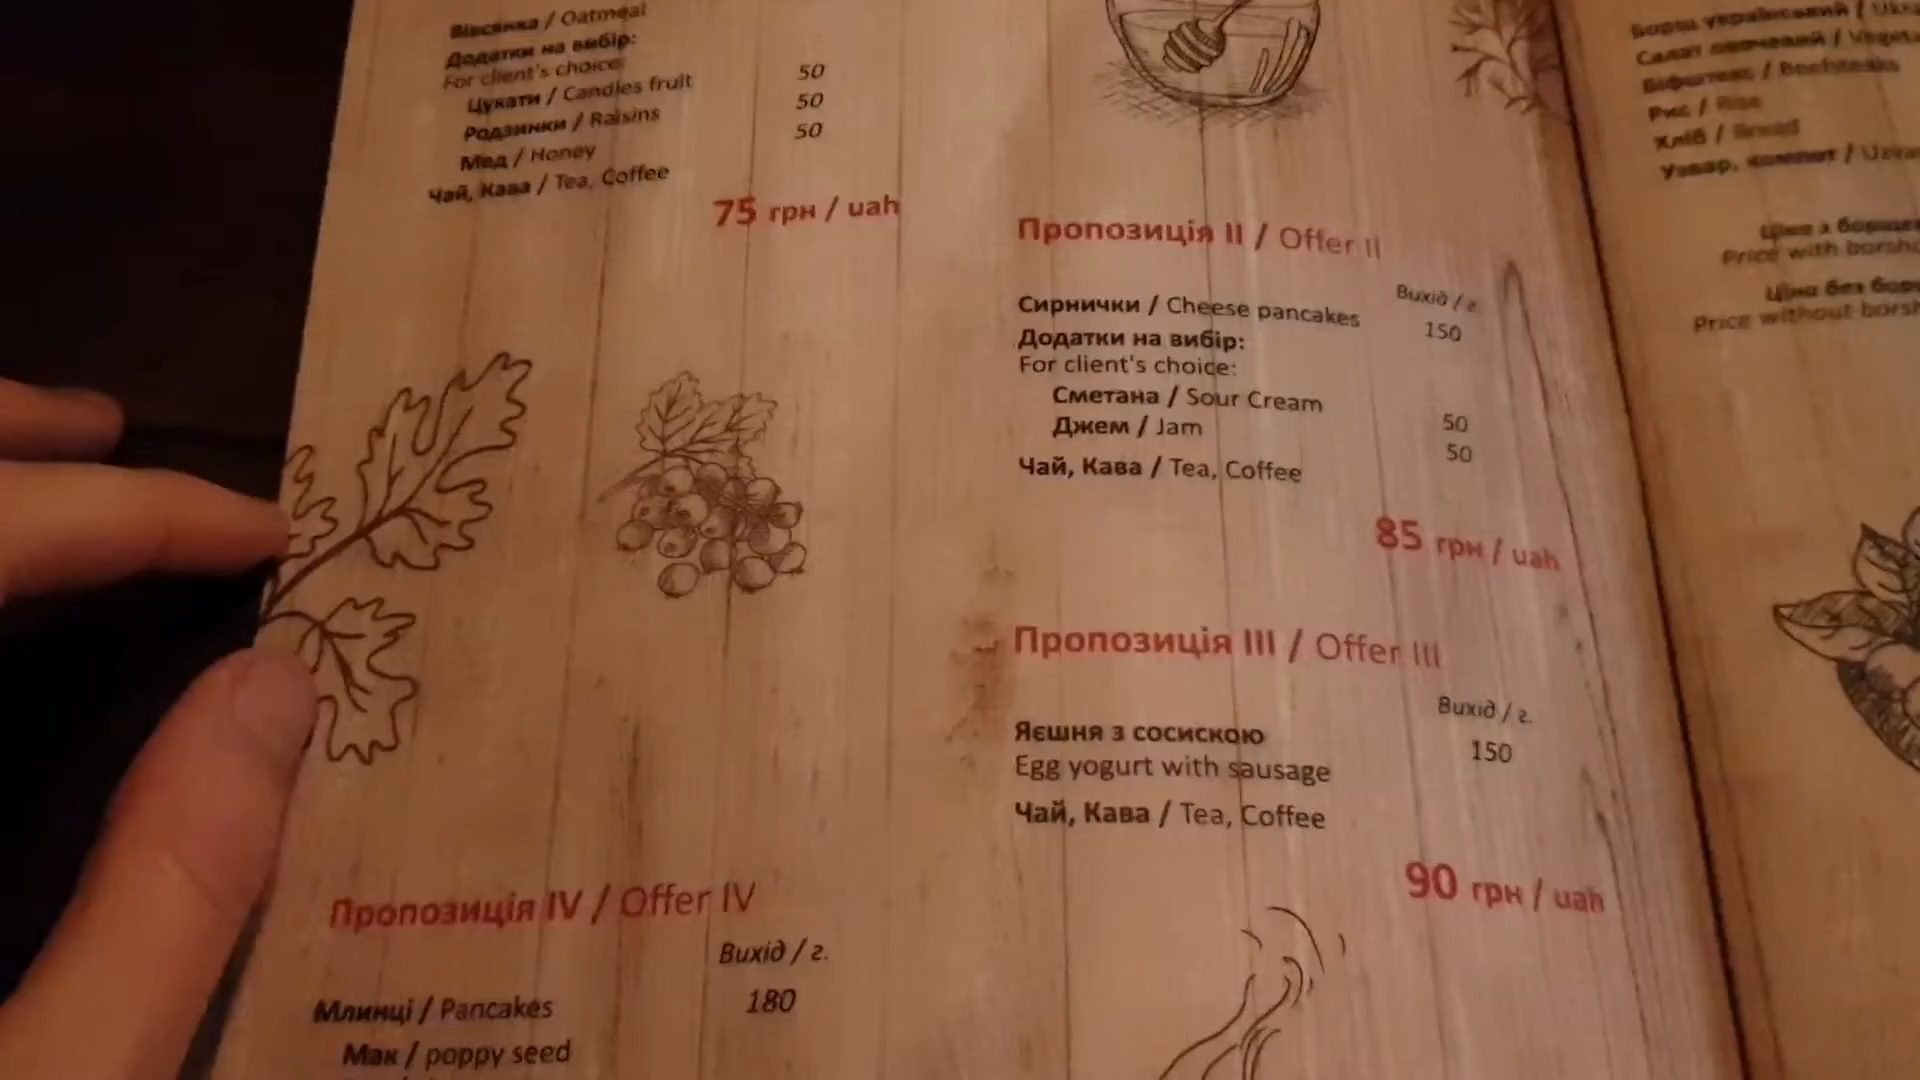 Вівсянка / Oatmeal
Додатки на вибір:
For client's choice:
Цукати / Candles fruit 50
Родзинки / Raisins 50
Мед / Honey 50
Чай, Кава / Tea, Coffee
75 грн / uah
Пропозиція II / Offer II
Вихід / г.
Сирнички / Cheese pancakes 150
Додатки на вибір:
For client's choice:
Сметана / Sour Cream 50
Джем / Jam 50
Чай, Кава / Tea, Coffee
85 грн / uah
Пропозиція III / Offer III
Вихід / г.
Яєшня з сосискою 150
Egg yogurt with sausage
Чай, Кава / Tea, Coffee
90 грн / uah
Пропозиція IV / Offer IV
Вихід / г.
Млинці / Pancakes 180
Мак / poppy seed
Борщ український /
Салат овочевий /
Біфштекс / Beefsteaks
Рис / Rise
Хліб / Bread
Узвар, компот /
Ціна з
Price with
Ціна без
Price without